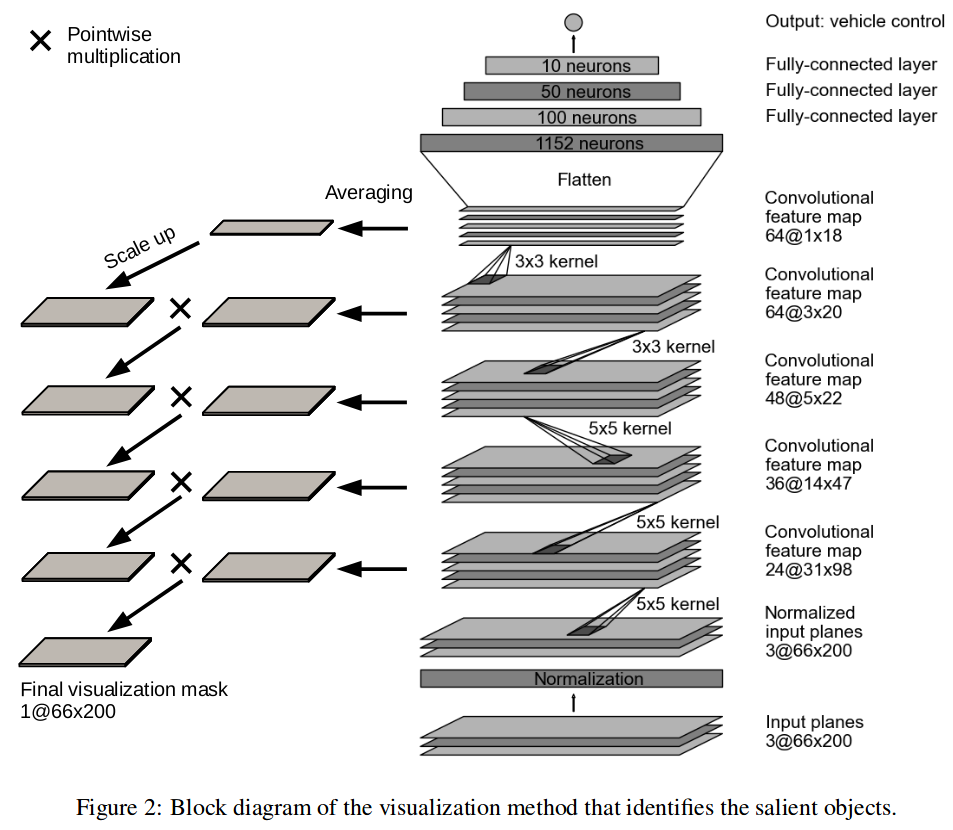 Pointwise
multiplication
Output: vehicle control
10 neurons
Fully-connected layer
50 neurons
Fully-connected layer
100 neurons
Fully-connected layer
1152 neurons
Flatten
Averaging
Scale up
Convolutional
feature map
64@1x18
3x3 kernel
Convolutional
feature map
64@3x20
3x3 kernel
Convolutional
feature map
48@5x22
5x5 kernel
Convolutional
feature map
36@14x47
5x5 kernel
Convolutional
feature map
24@31x98
5x5 kernel
Normalized
input planes
3@66x200
Final visualization mask
1@66x200
Normalization
Input planes
3@66x200
Figure 2: Block diagram of the visualization method that identifies the salient objects.